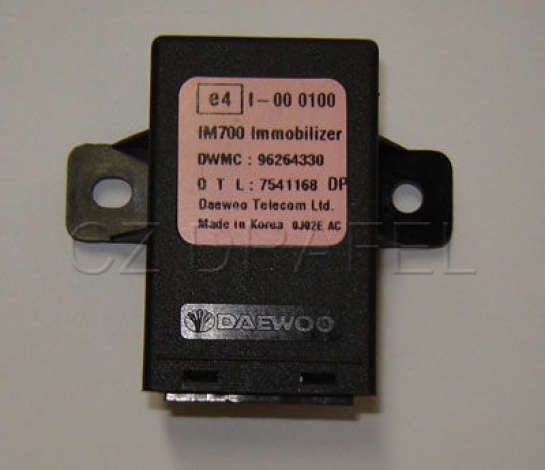 e4 I-00 0100
IM700 Immobilizer
DWMC : 96264330
D T L : 7541168 DP
Daewoo Telecom Ltd.
Made in Korea 0J02E AC
CZ DRAFEL
DAEWOO